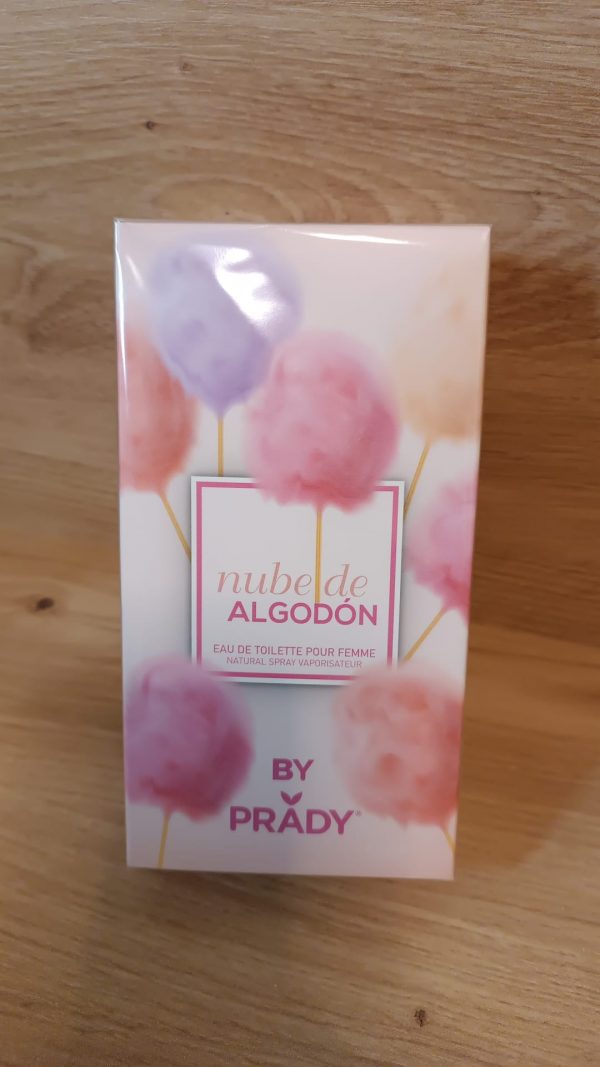 nube de
ALGODÓN
EAU DE TOILETTE POUR FEMME
NATURAL SPRAY VAPORISATEUR
BY
PRADY®